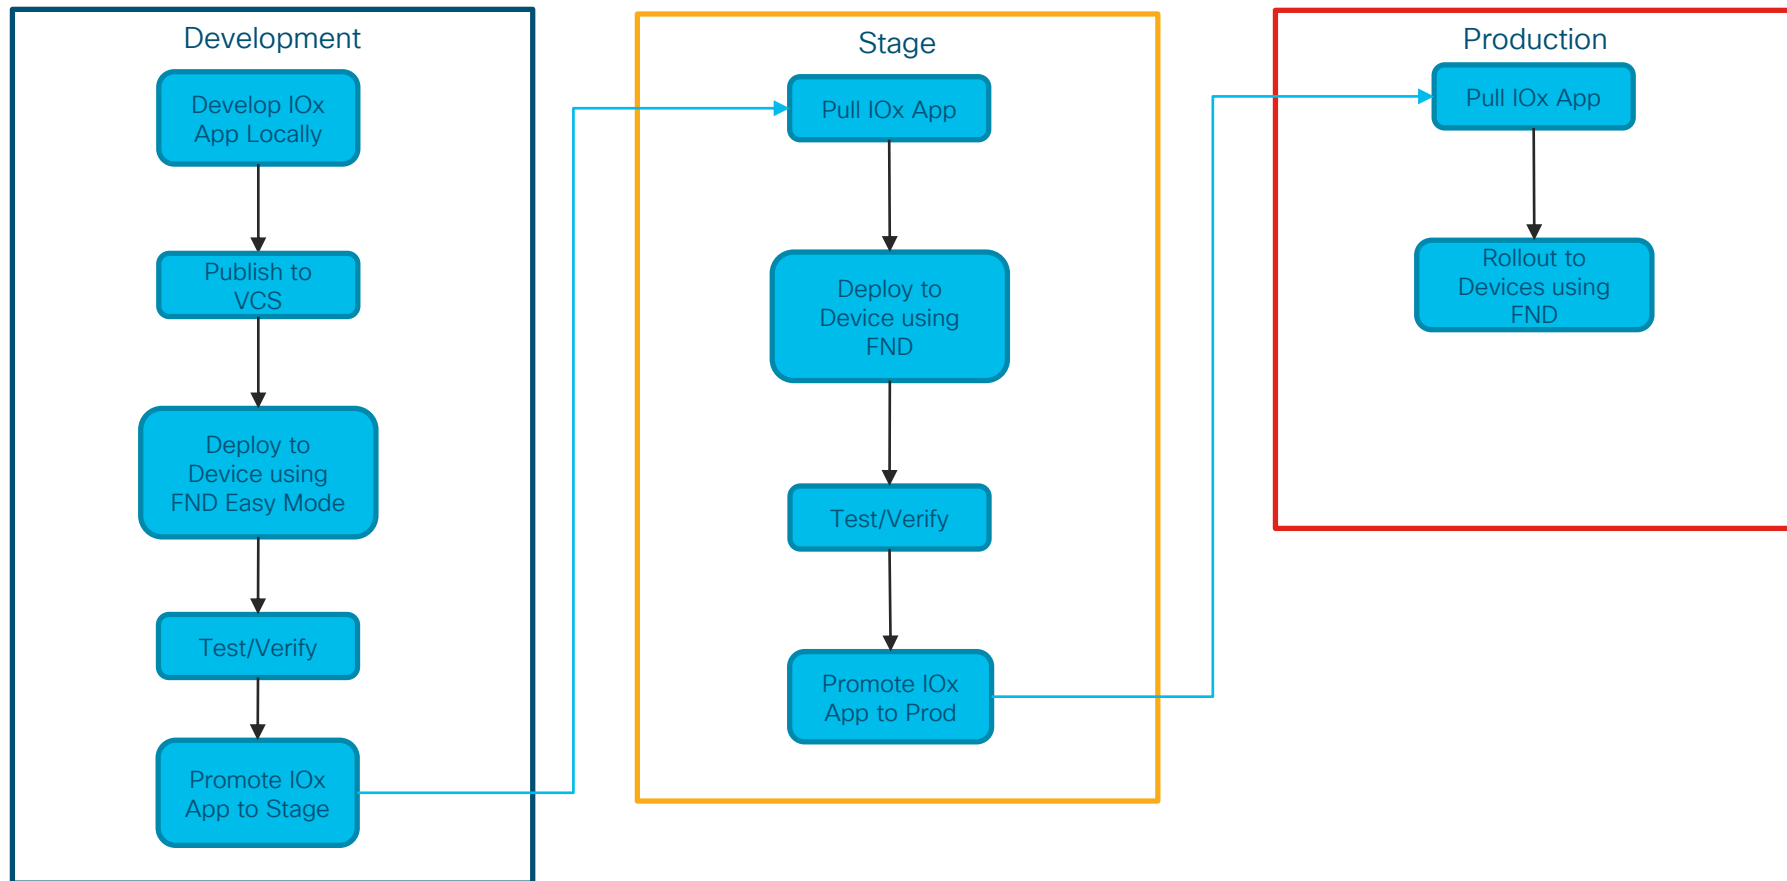 Development
Develop IOx
App Locally
Publish to
VCS
Deploy to
Device using
FND Easy Mode
Test/Verify
Promote IOx
App to Stage
Stage
Pull IOx App
Deploy to
Device using
FND
Test/Verify
Promote IOx
App to Prod
Production
Pull IOx App
Rollout to
Devices using
FND